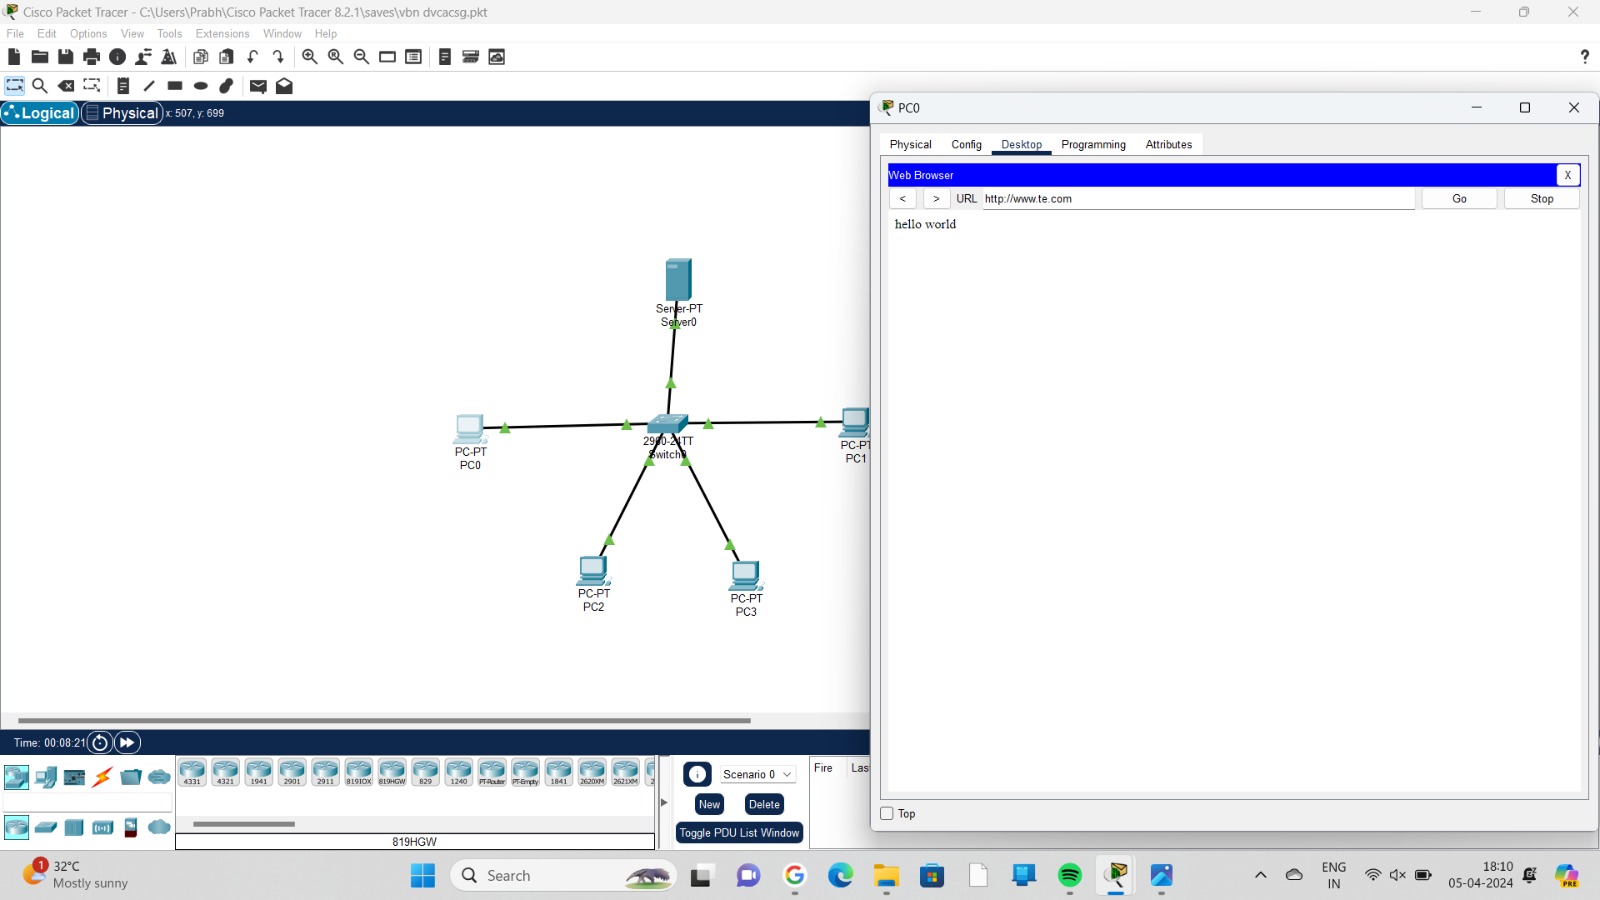 Cisco Packet Tracer - C:\Users\Prabh\Cisco Packet Tracer 8.2.1\saves\vbn dvcacsg.pkt
File Edit Options View Tools Extensions Window Help
?
Logical Physical x: 507, y: 699
Server-PT
Server0
PC-PT
PC0
2960-24TT
Switch0
PC-PT
PC1
PC-PT
PC2
PC-PT
PC3
PC0
Physical Config Desktop Programming Attributes
Web Browser X
< > URL http://www.te.com Go Stop
hello world
Top
Time: 00:08:21
4331 4321 1941 2901 2911 819IOX 819HGW 829 1240 PT-Router PT-Empty 1841 2620XM 2621XM 2
819HGW
Scenario 0
New Delete
Toggle PDU List Window
Fire Las
1
32°C
Mostly sunny
Search
ENG
IN
18:10
05-04-2024
PRE